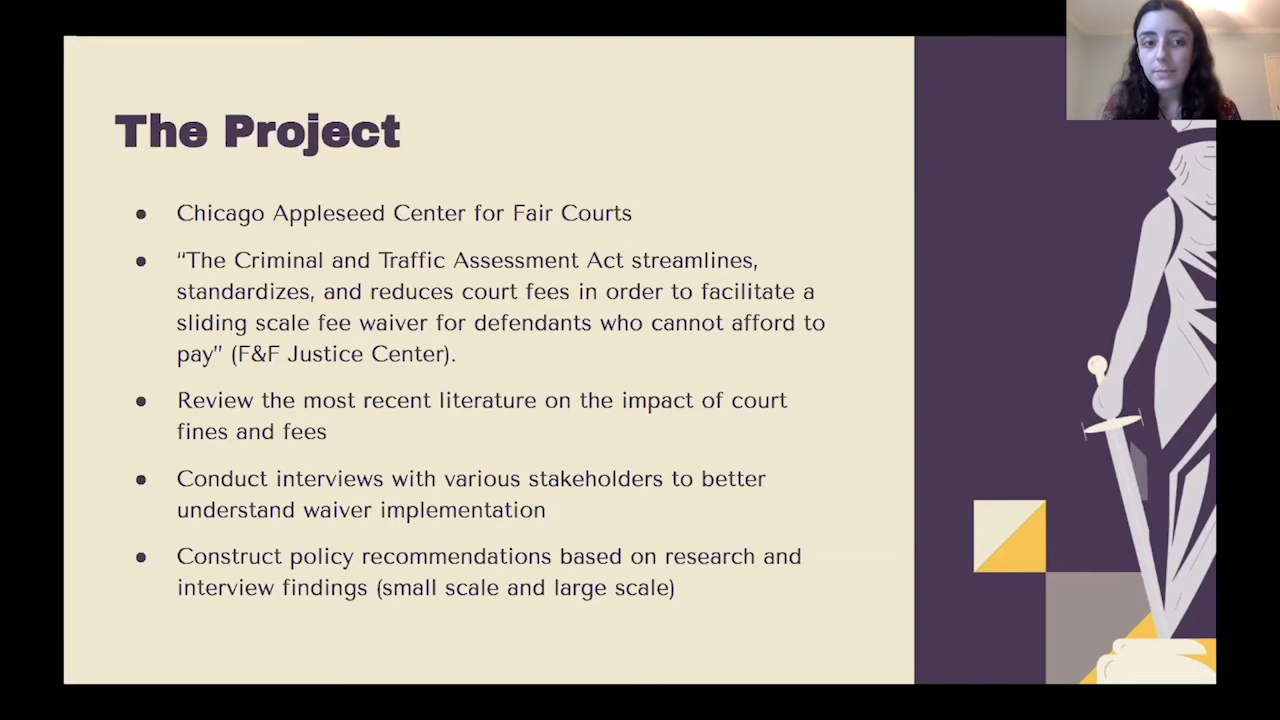 The Project
● Chicago Appleseed Center for Fair Courts
● “The Criminal and Traffic Assessment Act streamlines,
standardizes, and reduces court fees in order to facilitate a
sliding scale fee waiver for defendants who cannot afford to
pay” (F&F Justice Center).
● Review the most recent literature on the impact of court
fines and fees
● Conduct interviews with various stakeholders to better
understand waiver implementation
● Construct policy recommendations based on research and
interview findings (small scale and large scale)